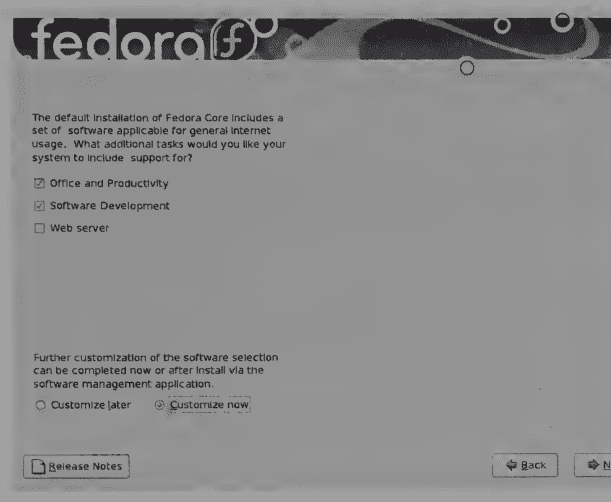 fedora f
The default installation of Fedora Core includes a
set of software applicable for general internet
usage. What additional tasks would you like your
system to include support for?
Office and Productivity
Software Development
Web server
Further customization of the software selection
can be completed now or after install via the
software management application.
Customize later Customize now
Release Notes Back N